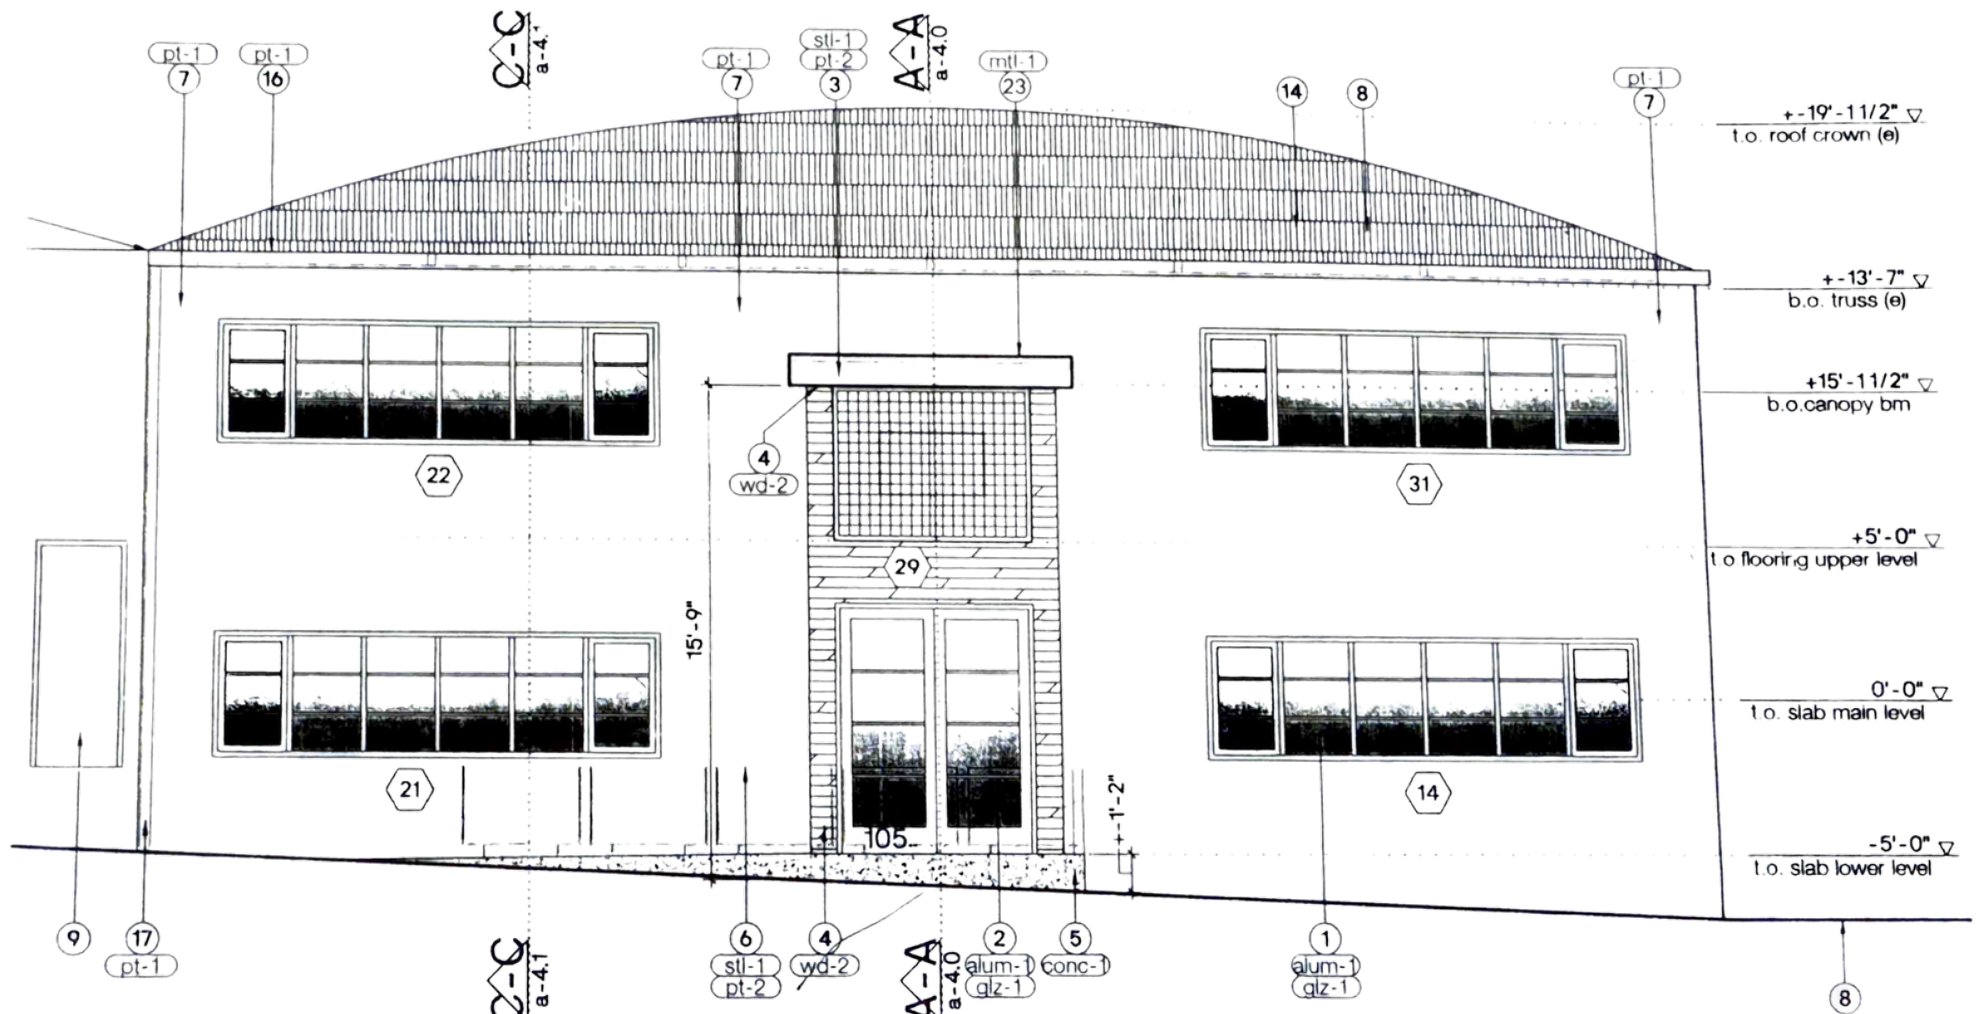 pt-1
7
pt-1
16
C-C
a-4.1
pt-1
7
stl-1
pt-2
3
A-A
a-4.0
mtl-1
23
14
8
pt-1
7
+-19'-11/2"
t.o. roof crown (e)
+-13'-7"
b.o. truss (e)
+15'-11/2"
b.o.canopy bm
4
wd-2
22
31
+5'-0"
t.o flooring upper level
29
15'-9"
0'-0"
t.o. slab main level
21
14
+-1'-2"
105
-5'-0"
t.o. slab lower level
9
17
pt-1
C-C
a-4.1
6
stl-1
pt-2
4
wd-2
A-A
a-4.0
2
alum-1
glz-1
5
conc-1
1
alum-1
glz-1
8